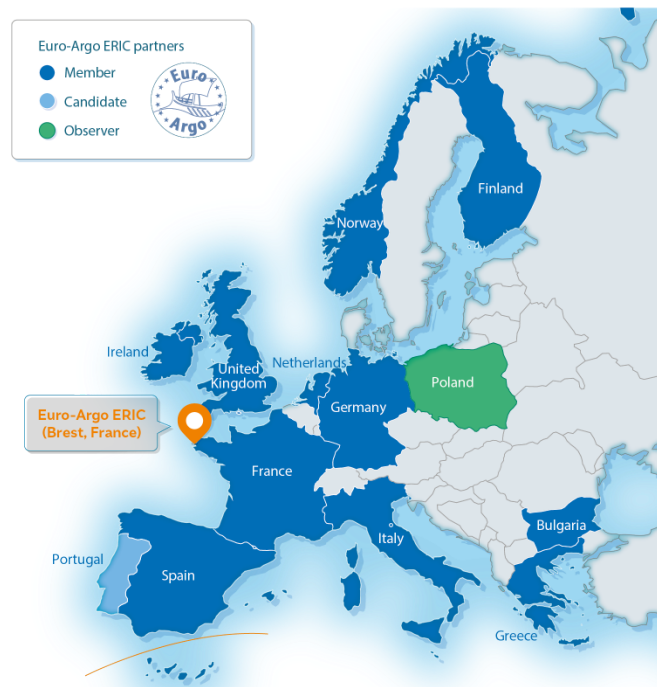 Euro-Argo ERIC partners
Member
Candidate
Observer
Euro
Argo
Finland
Norway
Ireland
United
Kingdom
Netherlands
Poland
Germany
Euro-Argo ERIC
(Brest, France)
France
Bulgaria
Italy
Portugal
Spain
Greece